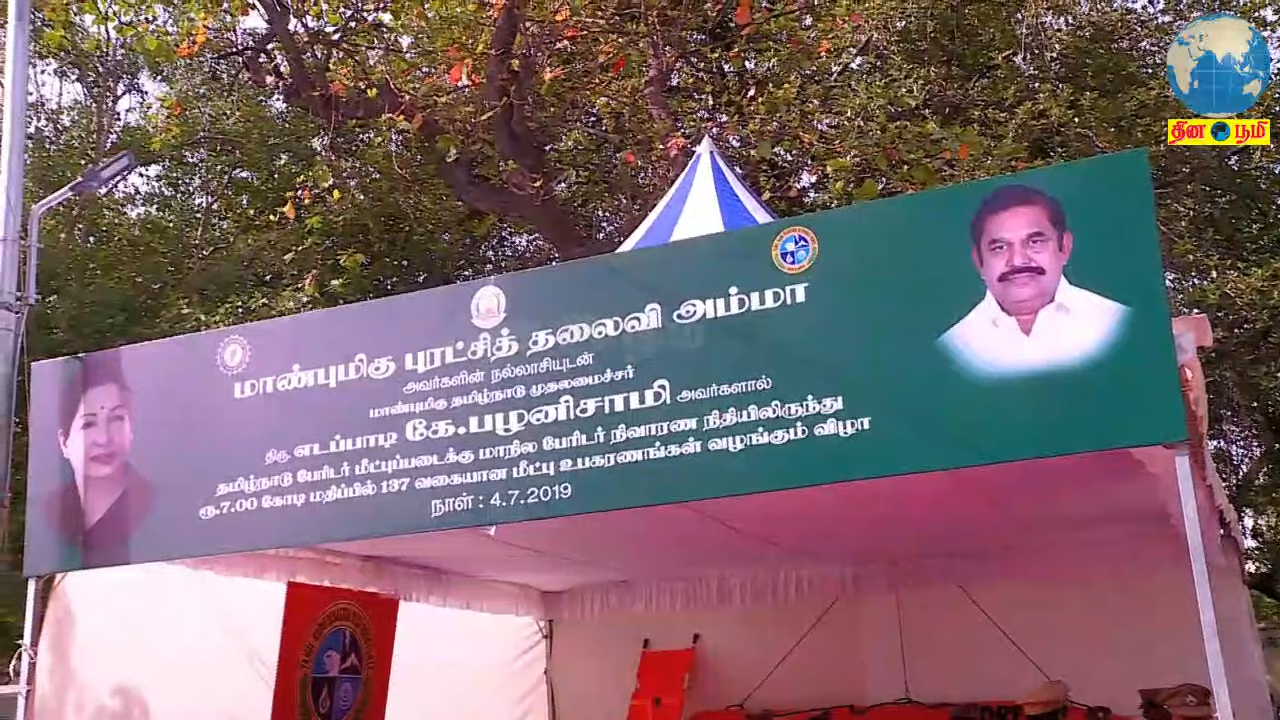 தின பூமி
மாண்புமிகு புரட்சித் தலைவி அம்மா
அவர்களின் நல்லாசியுடன்
மாண்புமிகு தமிழ்நாடு முதலமைச்சர்
திரு. எடப்பாடி கே.பழனிசாமி அவர்களால்
தமிழ்நாடு பேரிடர் மீட்புப்படைக்கு மாநில பேரிடர் நிவாரண நிதியிலிருந்து
ரூ.7.00 கோடி மதிப்பில் 137 வகையான மீட்பு உபகரணங்கள் வழங்கும் விழா
நாள் : 4.7.2019